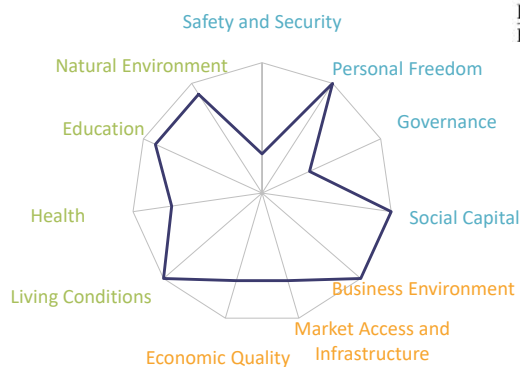 Safety and Security
Natural Environment
Personal Freedom
Education
Governance
Health
Social Capital
Living Conditions
Business Environment
Market Access and
Infrastructure
Economic Quality